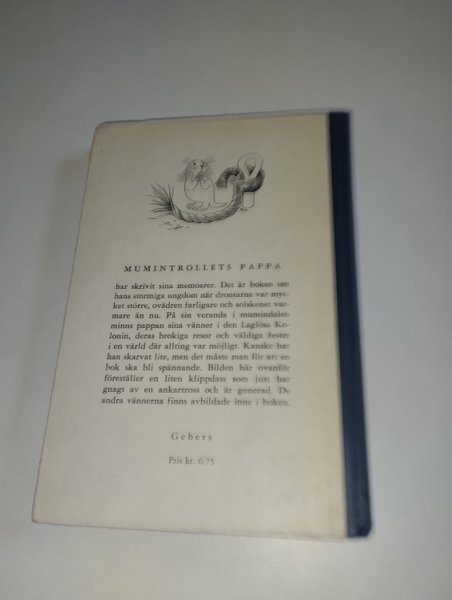 MUMINTROLLETS PAPPA
har skrivit sina memoarer. Det är boken om
hans stormiga ungdom när drontarna var myc-
ket större, ovädren farligare och solskenet var-
mare än nu. På sin veranda i mumindalen
minns pappan sina vänner i den Laglösa Ko-
lonin, deras brokiga resor och väldiga fester
i en värld där allting var möjligt. Kanske har
han skarvat lite, men det måste man för att en
bok ska bli spännande. Bilden här ovanför
föreställer en liten klippdass som just har
gnagt av en ankartross och är generad. De
andra vännerna finns avbildade inne i boken.
Gebers
Pris kr. 6:75